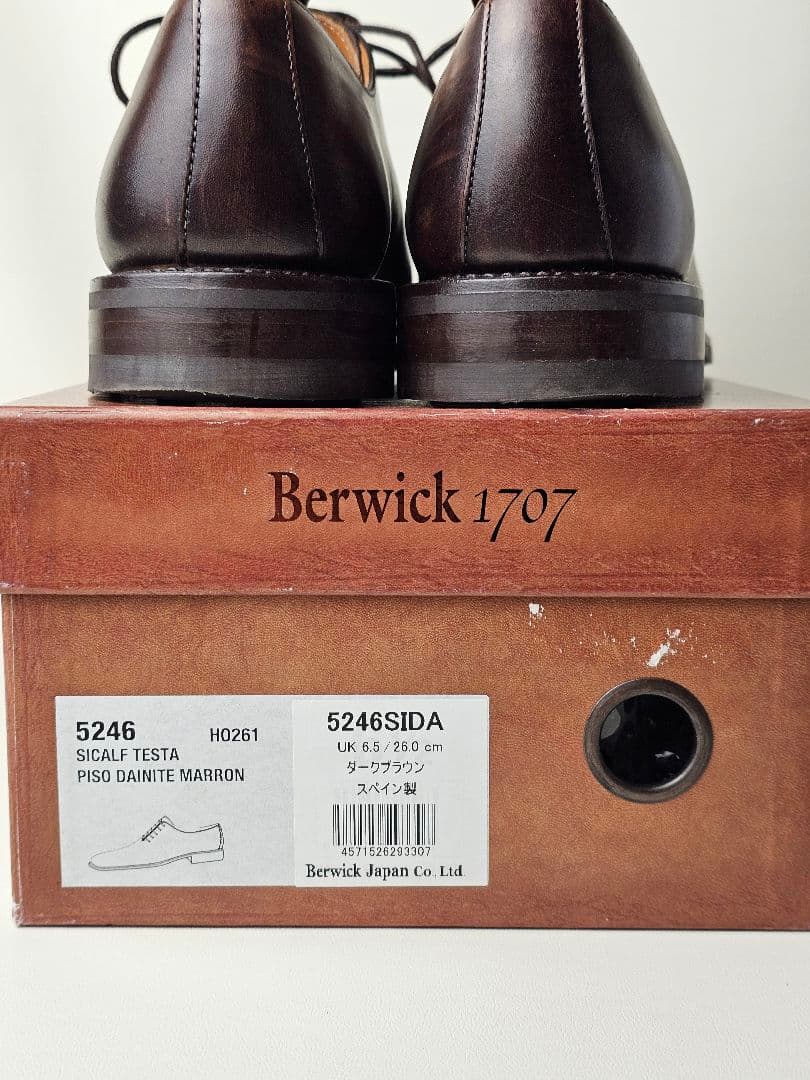 Berwick 1707
5246 HO261
SICALF TESTA
PISO DAINITE MARRON
5246SIDA
UK 6.5 / 26.0 cm
ダークブラウン
スペイン製
4571526293307
Berwick Japan Co., Ltd.